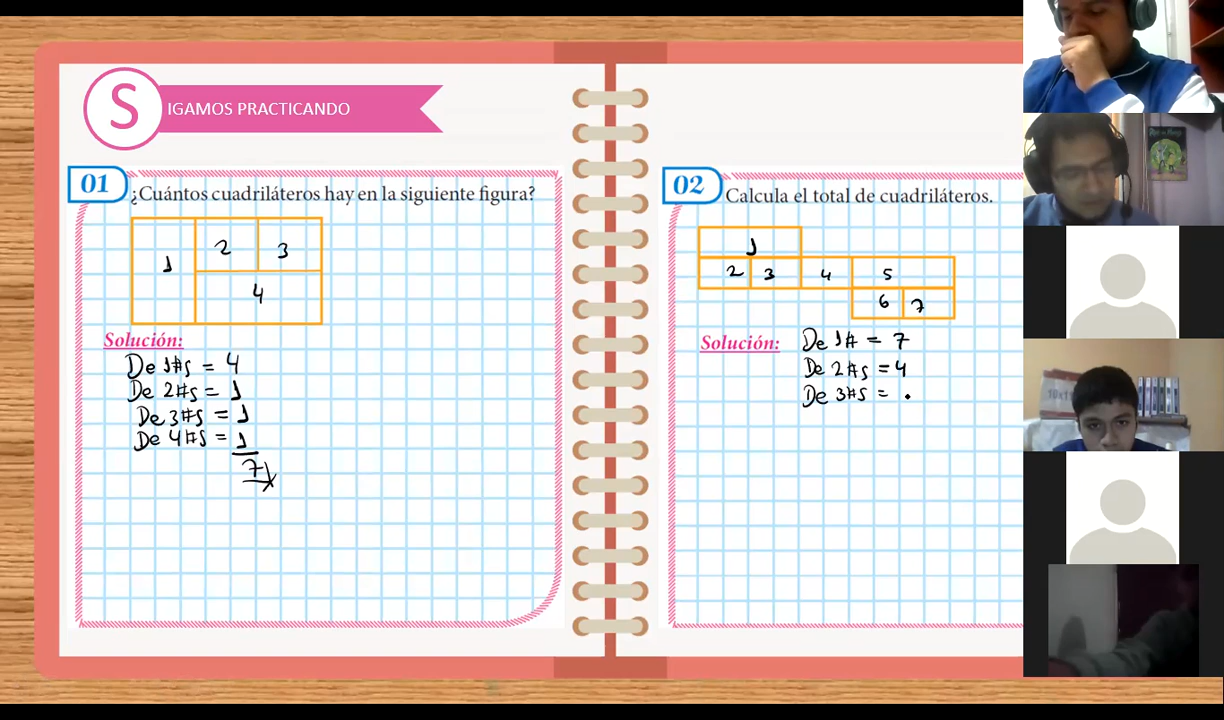 S IGAMOS PRACTICANDO
01 ¿Cuántos cuadriláteros hay en la siguiente figura?
2 3
1
4
Solución:
De 1#s = 4
De 2#s = 1
De 3#s = 1
De 4#s = 1
7
02 Calcula el total de cuadriláteros.
1
2 3 4 5
6 7
Solución: De 1# = 7
De 2#s = 4
De 3#s =